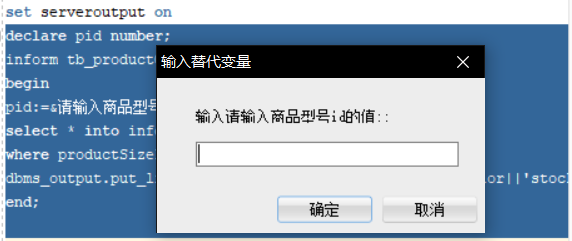 set serveroutput on
declare pid number;
inform tb_product
begin
pid:=&请输入商品型号
select * into info
where productSize
dbms_output.put_l or||'stoc
end;
输入替代变量
输入请输入商品型号id的值::
确定
取消